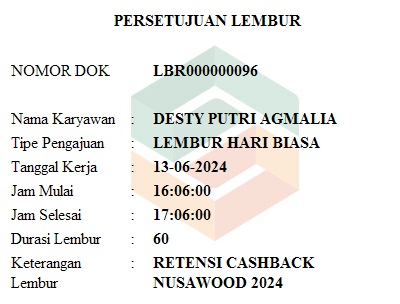 PERSETUJUAN LEMBUR
NOMOR DOK LBR000000096
Nama Karyawan : DESTY PUTRI AGMALIA
Tipe Pengajuan : LEMBUR HARI BIASA
Tanggal Kerja : 13-06-2024
Jam Mulai : 16:06:00
Jam Selesai : 17:06:00
Durasi Lembur : 60
Keterangan : RETENSI CASHBACK
Lembur NUSAWOOD 2024